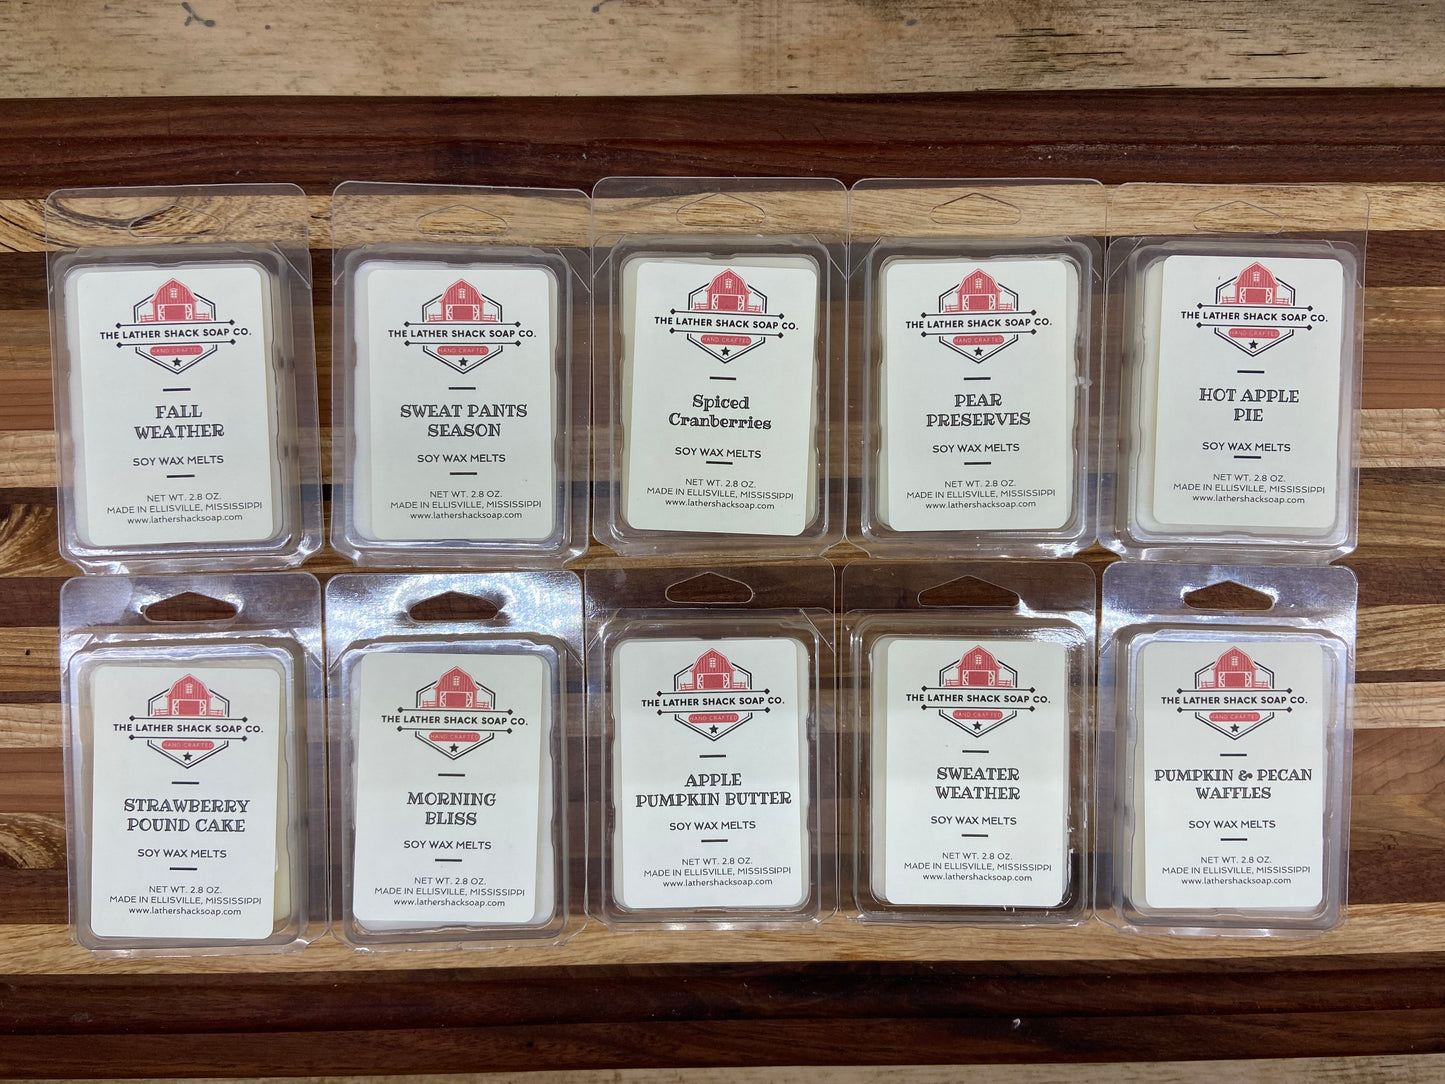 THE LATHER SHACK SOAP CO.
HAND CRAFTED
FALL
WEATHER
SOY WAX MELTS
NET WT. 2.8 OZ.
MADE IN ELLISVILLE, MISSISSIPPI
www.lathershacksoap.com
THE LATHER SHACK SOAP CO.
HAND CRAFTED
SWEAT PANTS
SEASON
SOY WAX MELTS
NET WT. 2.8 OZ.
MADE IN ELLISVILLE, MISSISSIPPI
www.lathershacksoap.com
THE LATHER SHACK SOAP CO.
HAND CRAFTED
Spiced
Cranberries
SOY WAX MELTS
NET WT. 2.8 OZ.
MADE IN ELLISVILLE, MISSISSIPPI
www.lathershacksoap.com
THE LATHER SHACK SOAP CO.
HAND CRAFTED
PEAR
PRESERVES
SOY WAX MELTS
NET WT. 2.8 OZ.
MADE IN ELLISVILLE, MISSISSIPPI
www.lathershacksoap.com
THE LATHER SHACK SOAP CO.
HAND CRAFTED
HOT APPLE
PIE
SOY WAX MELTS
NET WT. 2.8 OZ.
MADE IN ELLISVILLE, MISSISSIPPI
www.lathershacksoap.com
THE LATHER SHACK SOAP CO.
HAND CRAFTED
STRAWBERRY
POUND CAKE
SOY WAX MELTS
NET WT. 2.8 OZ.
MADE IN ELLISVILLE, MISSISSIPPI
www.lathershacksoap.com
THE LATHER SHACK SOAP CO.
HAND CRAFTED
MORNING
BLISS
SOY WAX MELTS
NET WT. 2.8 OZ.
MADE IN ELLISVILLE, MISSISSIPPI
www.lathershacksoap.com
THE LATHER SHACK SOAP CO.
HAND CRAFTED
APPLE
PUMPKIN BUTTER
SOY WAX MELTS
NET WT. 2.8 OZ.
MADE IN ELLISVILLE, MISSISSIPPI
www.lathershacksoap.com
THE LATHER SHACK SOAP CO.
HAND CRAFTED
SWEATER
WEATHER
SOY WAX MELTS
NET WT. 2.8 OZ.
MADE IN ELLISVILLE, MISSISSIPPI
www.lathershacksoap.com
THE LATHER SHACK SOAP CO.
HAND CRAFTED
PUMPKIN & PECAN
WAFFLES
SOY WAX MELTS
NET WT. 2.8 OZ.
MADE IN ELLISVILLE, MISSISSIPPI
www.lathershacksoap.com